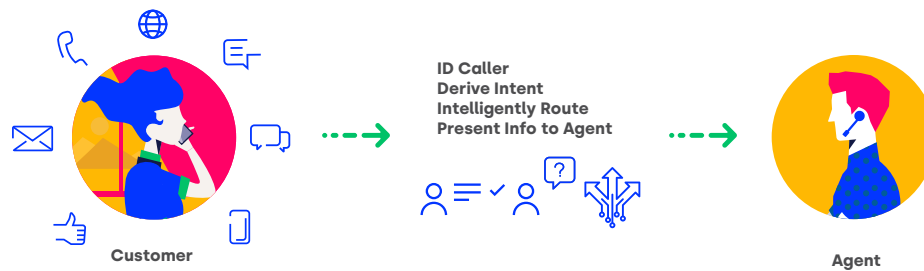 ID Caller
Derive Intent
Intelligently Route
Present Info to Agent
?
Customer
Agent